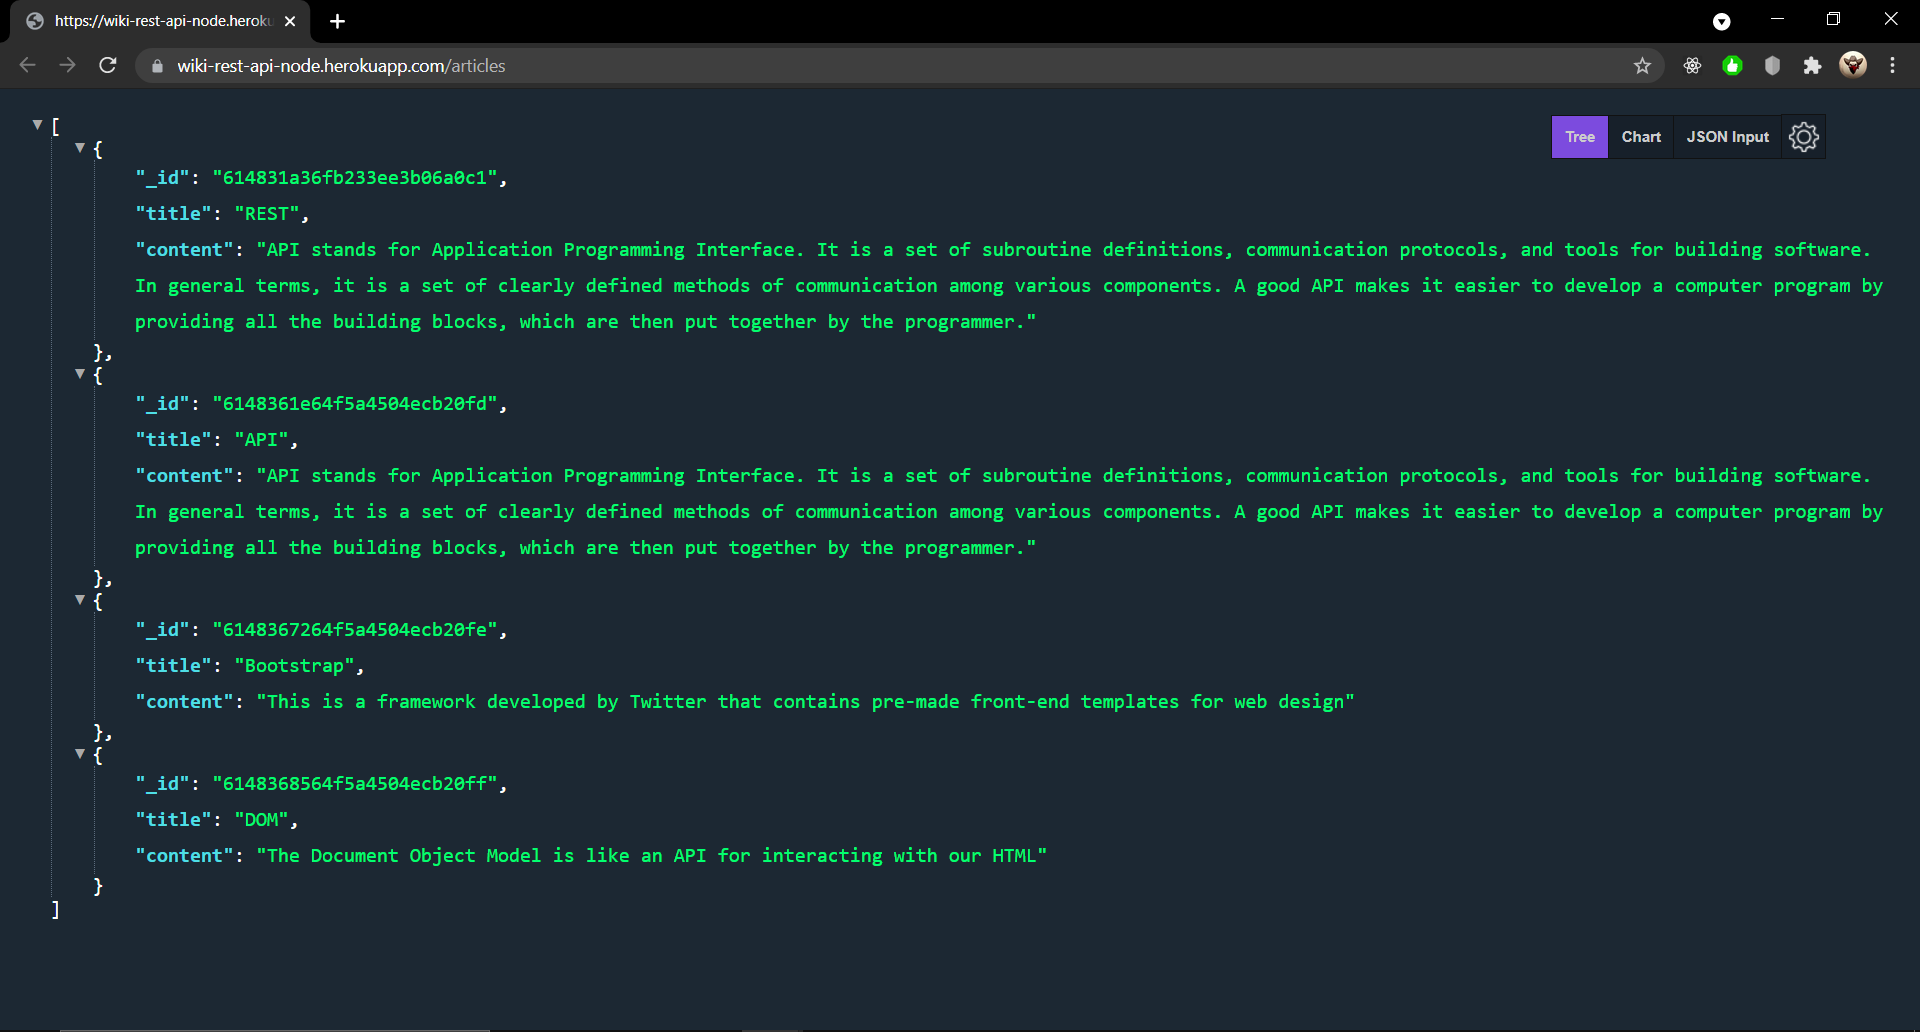 https://wiki-rest-api-node.heroku
wiki-rest-api-node.herokuapp.com/articles
Tree Chart JSON Input
[
{
"_id": "614831a36fb233ee3b06a0c1",
"title": "REST",
"content": "API stands for Application Programming Interface. It is a set of subroutine definitions, communication protocols, and tools for building software.
In general terms, it is a set of clearly defined methods of communication among various components. A good API makes it easier to develop a computer program by
providing all the building blocks, which are then put together by the programmer."
},
{
"_id": "6148361e64f5a4504ecb20fd",
"title": "API",
"content": "API stands for Application Programming Interface. It is a set of subroutine definitions, communication protocols, and tools for building software.
In general terms, it is a set of clearly defined methods of communication among various components. A good API makes it easier to develop a computer program by
providing all the building blocks, which are then put together by the programmer."
},
{
"_id": "6148367264f5a4504ecb20fe",
"title": "Bootstrap",
"content": "This is a framework developed by Twitter that contains pre-made front-end templates for web design"
},
{
"_id": "6148368564f5a4504ecb20ff",
"title": "DOM",
"content": "The Document Object Model is like an API for interacting with our HTML"
}
]